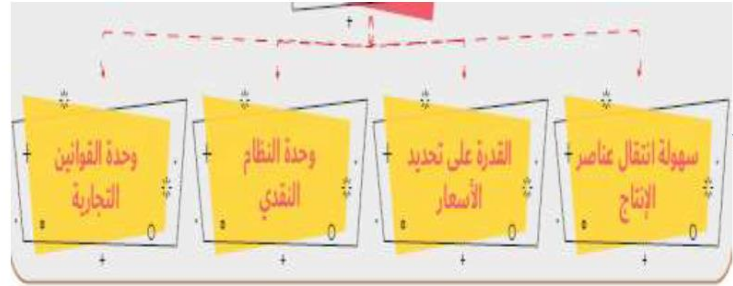 سهولة انتقال عناصر
الإنتاج
القدرة على تحديد
الأسعار
وحدة النظام
النقدي
وحدة القوانين
التجارية